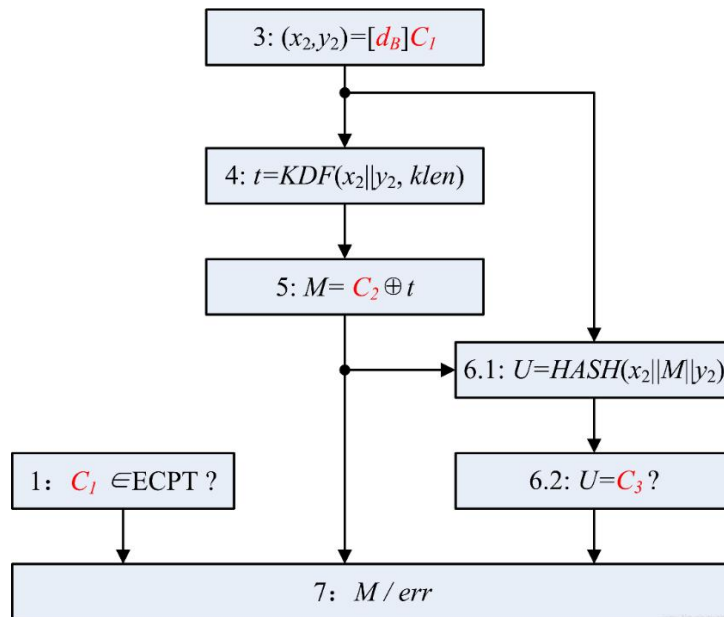 3: (x₂,y₂)=[d_B]C₁
4: t=KDF(x₂||y₂, klen)
5: M= C₂⊕t
6.1: U=HASH(x₂||M||y₂)
1：C₁ ∈ECPT ?
6.2: U=C₃ ?
7：M / err